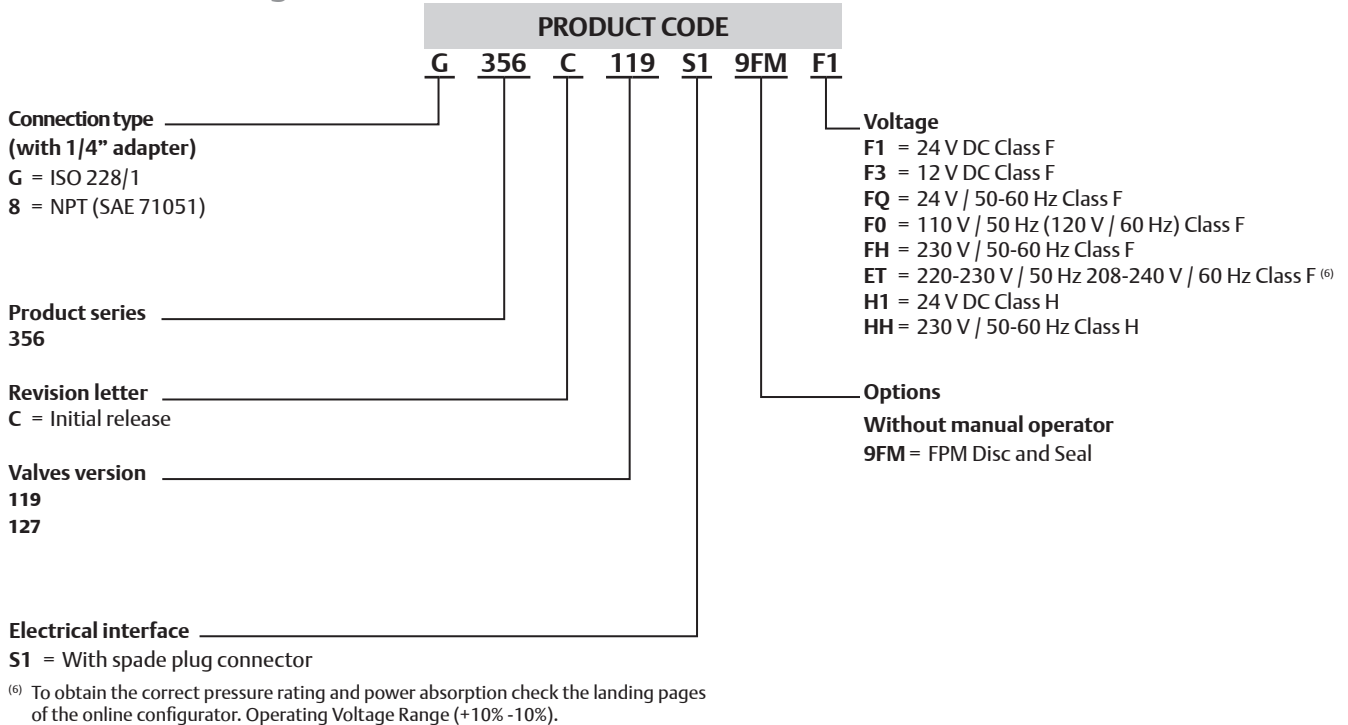 PRODUCT CODE
G 356 C 119 S1 9FM F1
Connection type
(with 1/4” adapter)
G = ISO 228/1
8 = NPT (SAE 71051)
Product series
356
Revision letter
C = Initial release
Valves version
119
127
Electrical interface
S1 = With spade plug connector
Voltage
F1 = 24 V DC Class F
F3 = 12 V DC Class F
FQ = 24 V / 50-60 Hz Class F
F0 = 110 V / 50 Hz (120 V / 60 Hz) Class F
FH = 230 V / 50-60 Hz Class F
ET = 220-230 V / 50 Hz 208-240 V / 60 Hz Class F (6)
H1 = 24 V DC Class H
HH = 230 V / 50-60 Hz Class H
Options
Without manual operator
9FM = FPM Disc and Seal
(6) To obtain the correct pressure rating and power absorption check the landing pages
of the online configurator. Operating Voltage Range (+10% -10%).